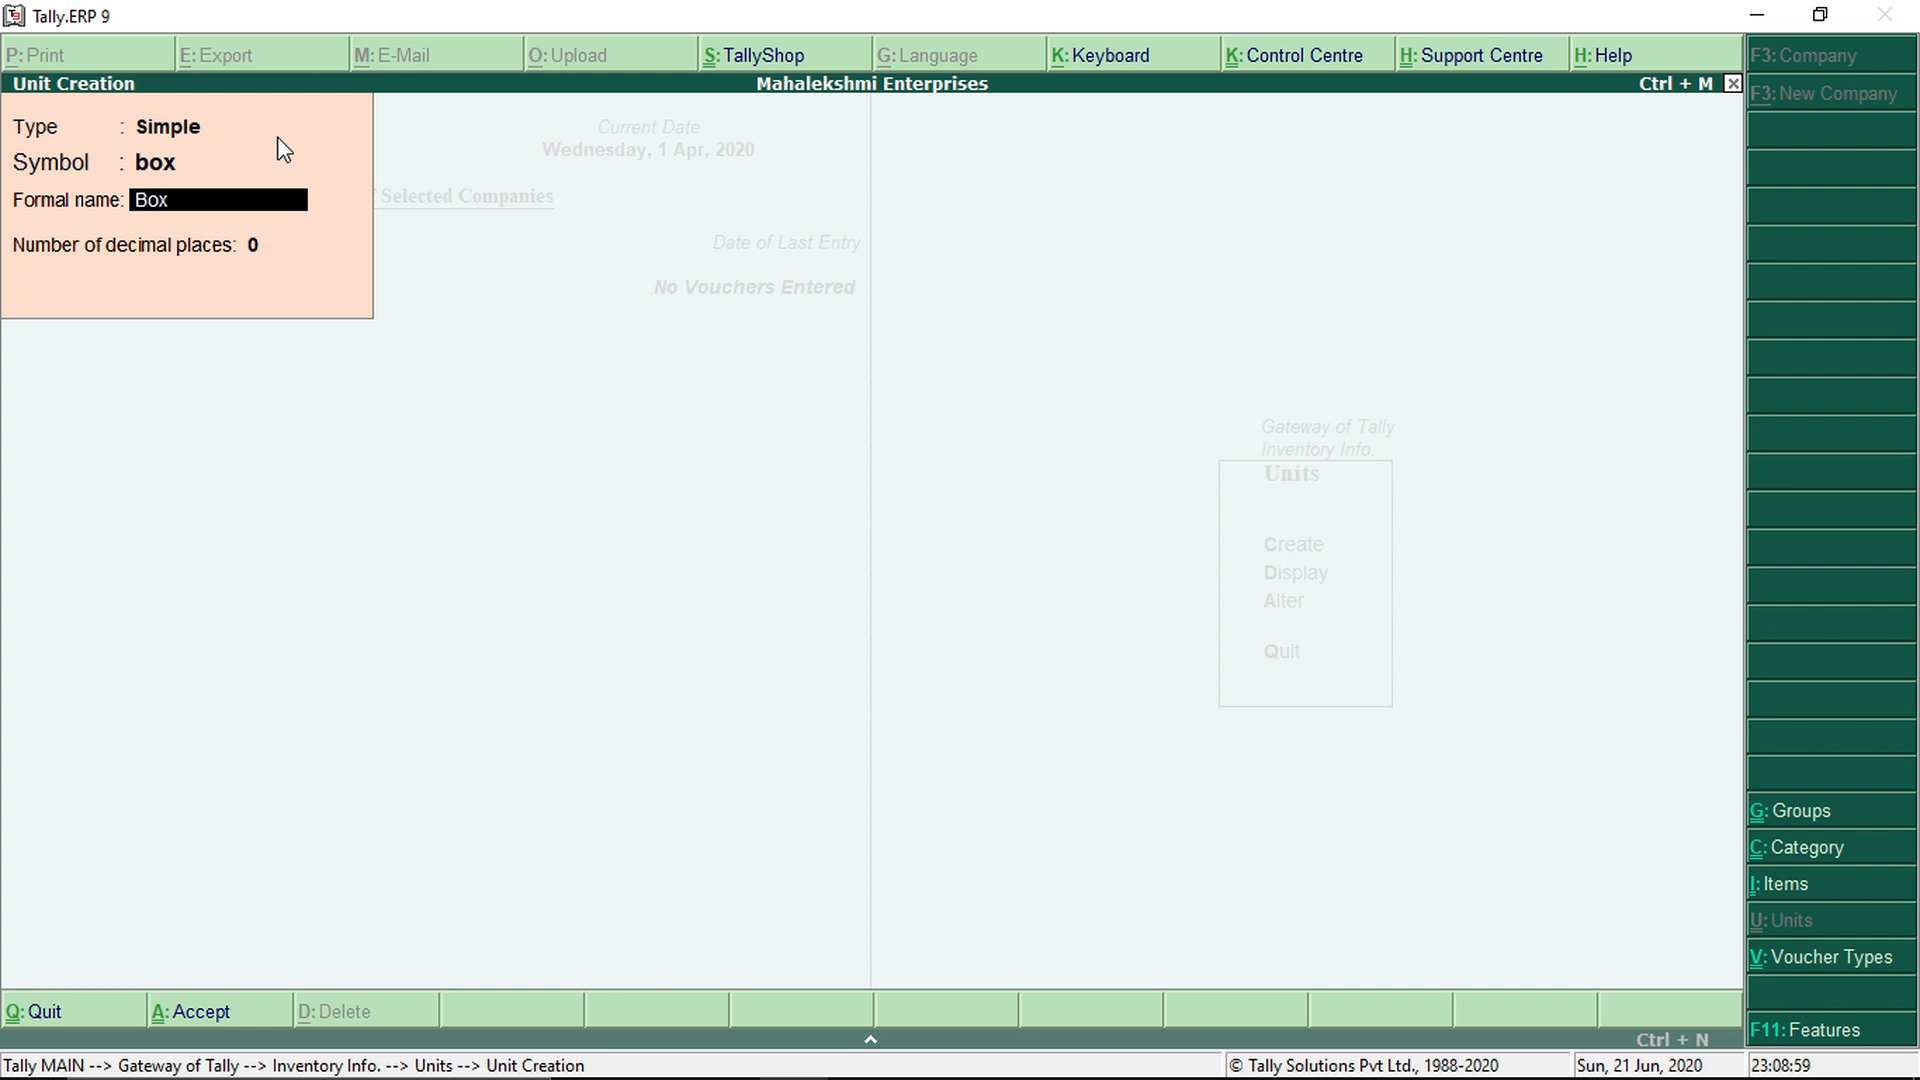 Tally.ERP 9
P: Print E: Export M: E-Mail O: Upload S: TallyShop G: Language K: Keyboard K: Control Centre H: Support Centre H: Help
Unit Creation Mahalekshmi Enterprises Ctrl + M
Type : Simple
Symbol : box
Formal name: Box
Number of decimal places: 0
Current Date
Wednesday, 1 Apr, 2020
Selected Companies
Date of Last Entry
No Vouchers Entered
Gateway of Tally
Inventory Info.
Units
Create
Display
Alter
Quit
F3: Company
F3: New Company
G: Groups
C: Category
I: Items
U: Units
V: Voucher Types
F11: Features
Q: Quit A: Accept D: Delete
Ctrl + N
Tally MAIN --> Gateway of Tally --> Inventory Info. --> Units --> Unit Creation © Tally Solutions Pvt Ltd., 1988-2020 Sun, 21 Jun, 2020 23:08:59